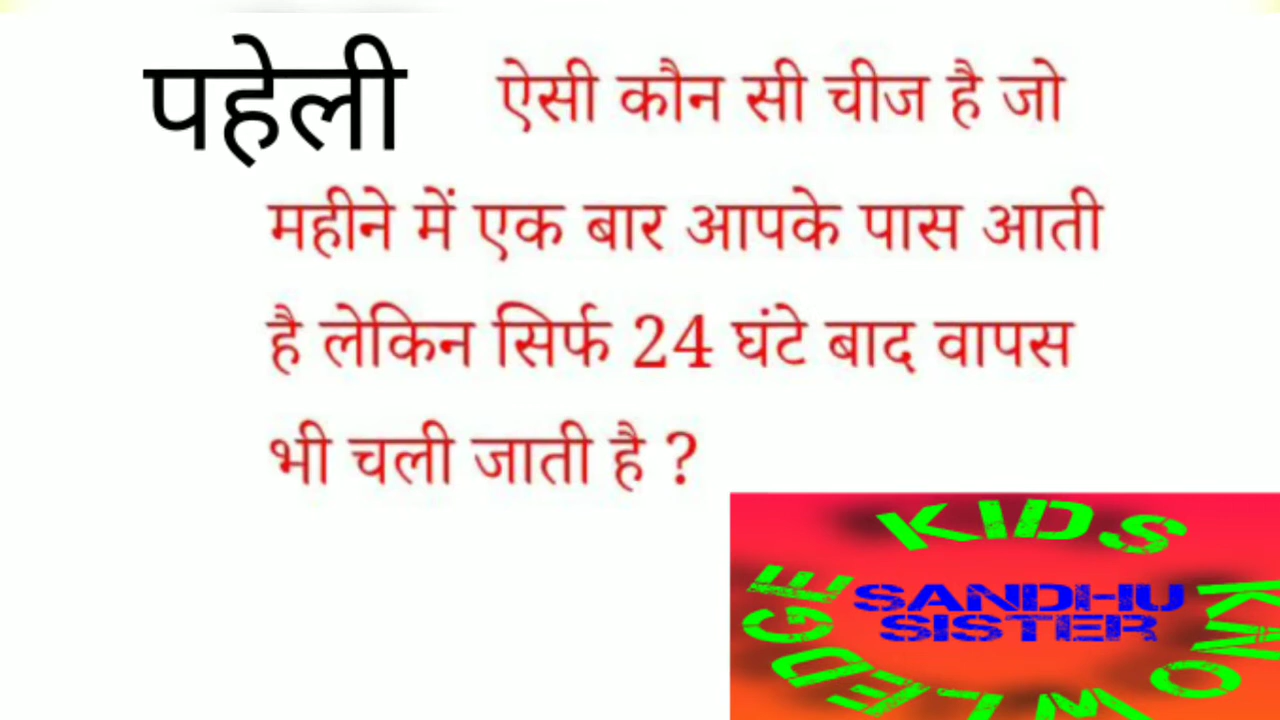 पहेली ऐसी कौन सी चीज है जो
महीने में एक बार आपके पास आती
है लेकिन सिर्फ 24 घंटे बाद वापस
भी चली जाती है ?
KIDS KNOWLEDGE
SANDHU
SISTER